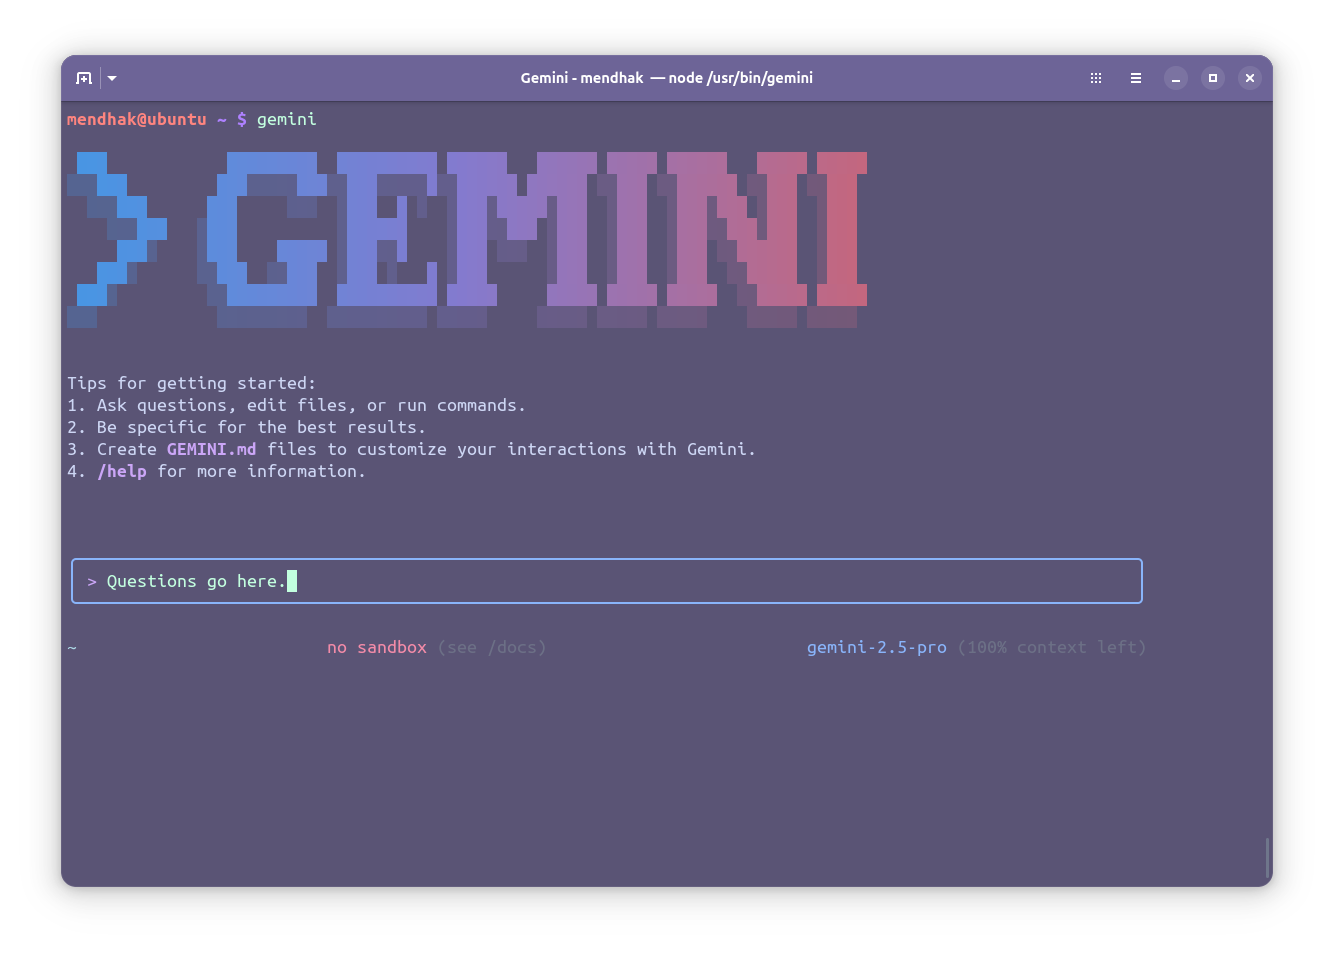 Gemini - mendhak — node /usr/bin/gemini
mendhak@ubuntu ~ $ gemini
> GEMINI
Tips for getting started:
1. Ask questions, edit files, or run commands.
2. Be specific for the best results.
3. Create GEMINI.md files to customize your interactions with Gemini.
4. /help for more information.
> Questions go here.
~ no sandbox (see /docs) gemini-2.5-pro (100% context left)